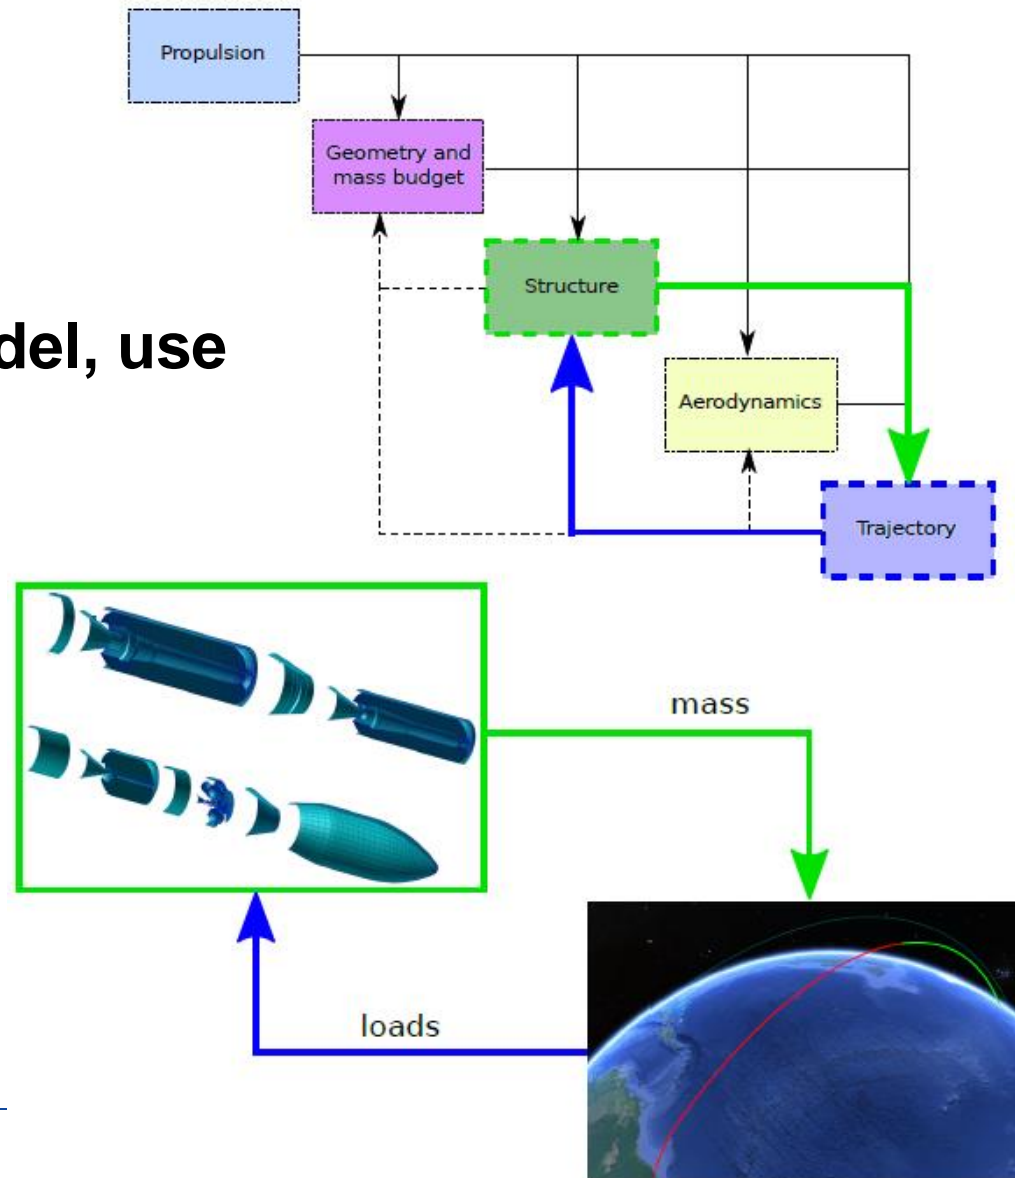 Propulsion
Geometry and
mass budget
Structure
del, use
Aerodynamics
Trajectory
mass
loads